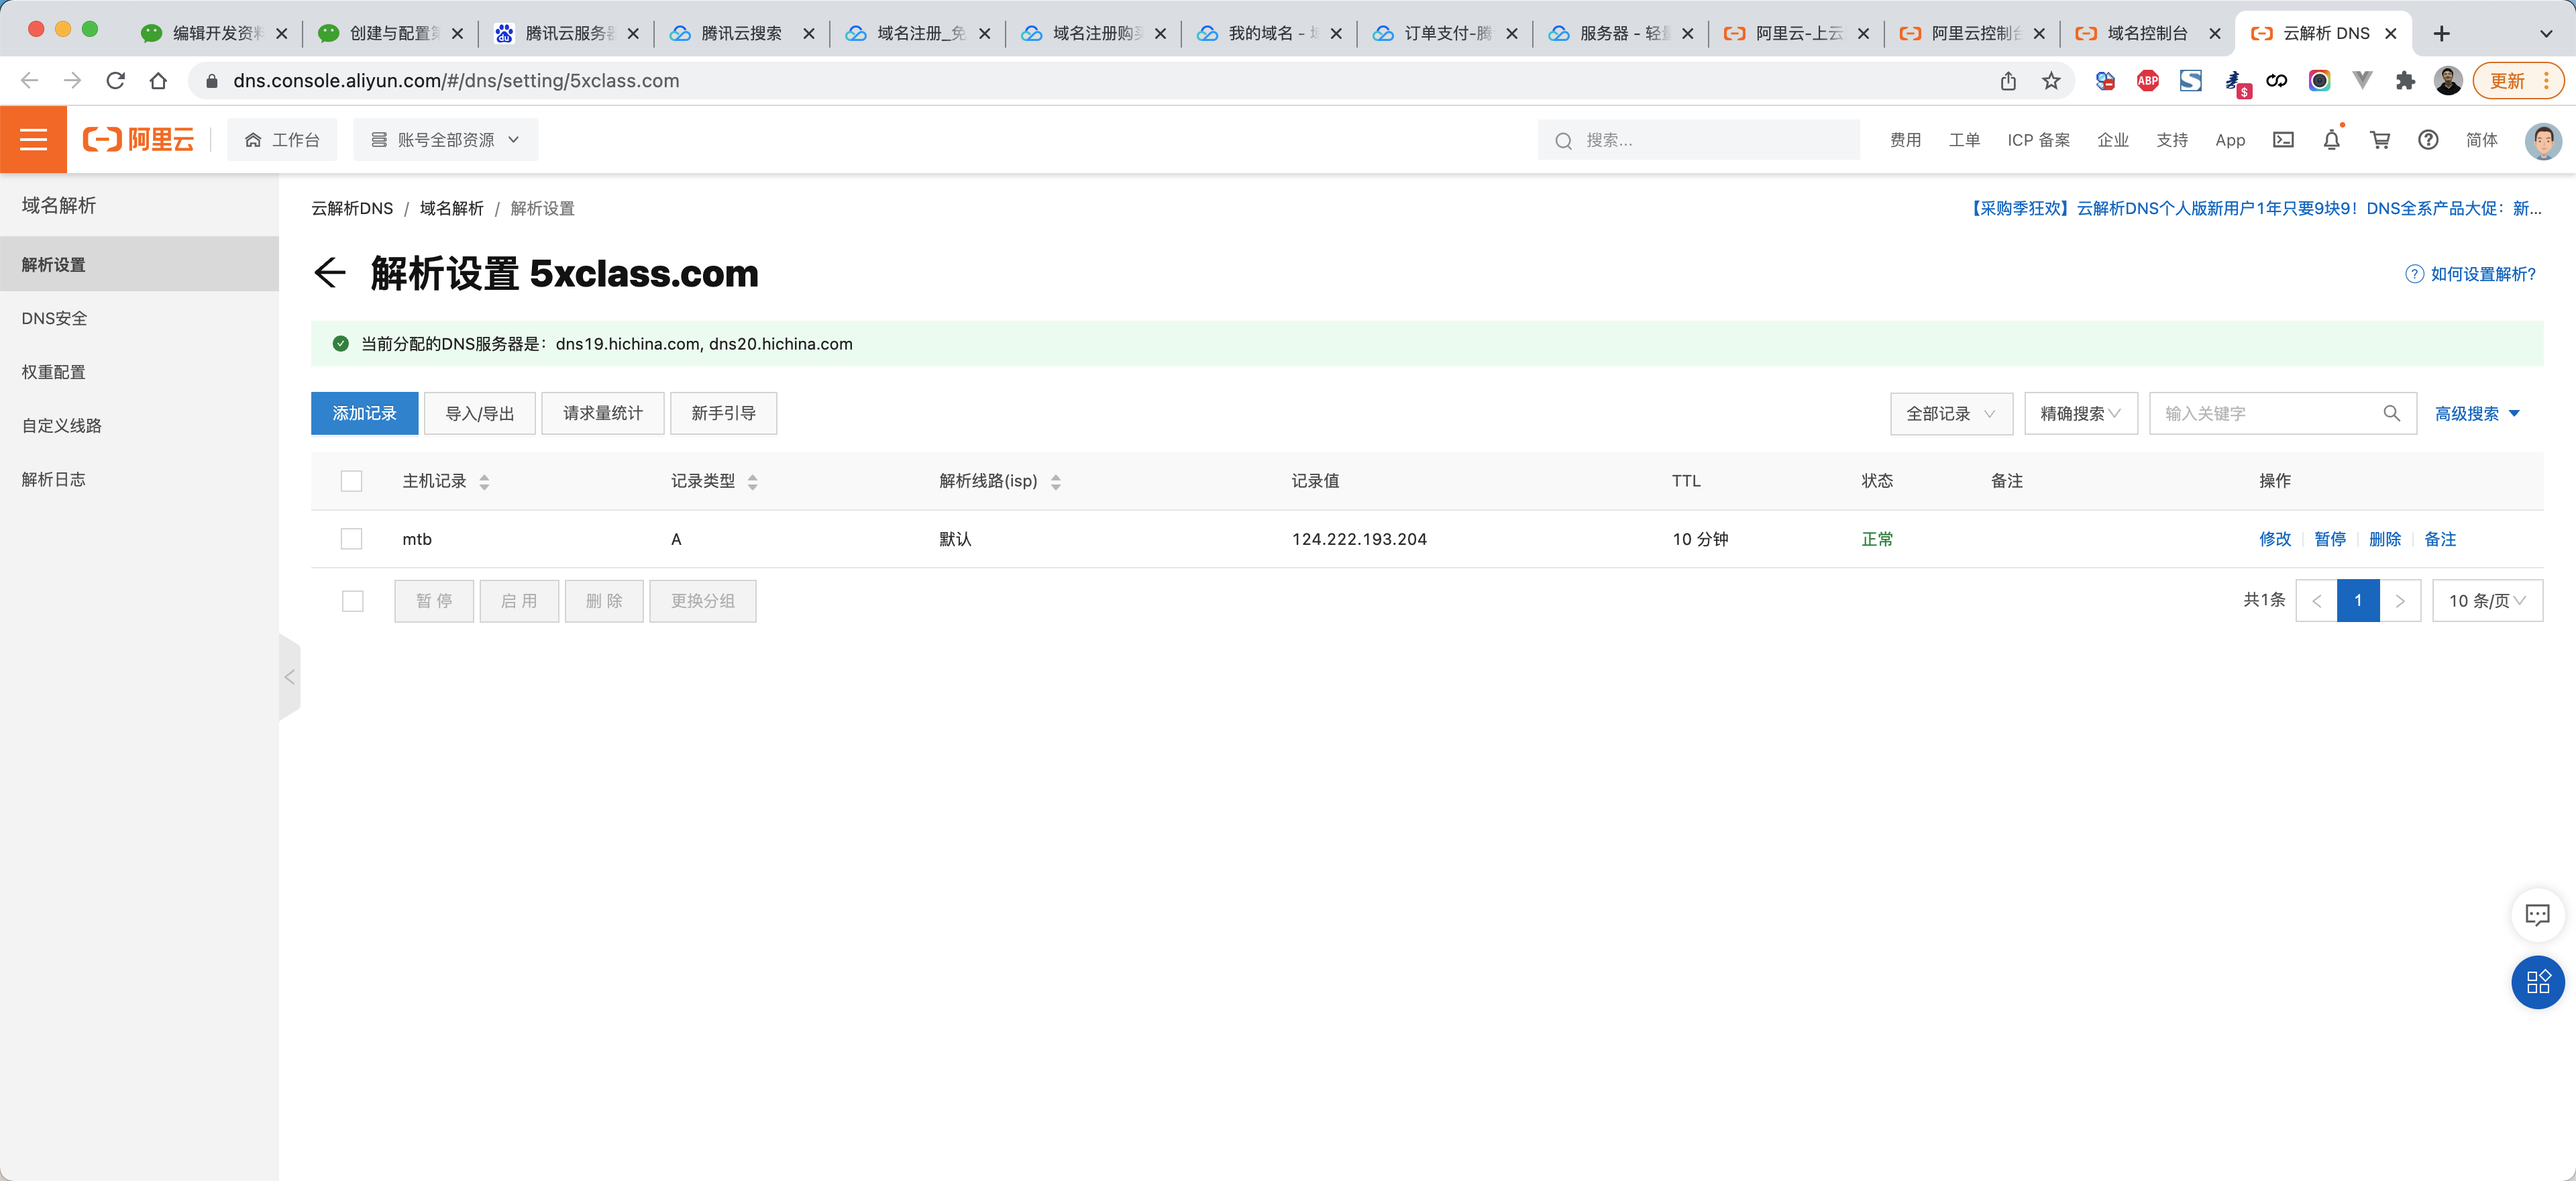 编辑开发资料
创建与配置第
腾讯云服务器
腾讯云搜索
域名注册_免
域名注册购买
我的域名 - 域
订单支付-腾
服务器 - 轻量
阿里云-上云
阿里云控制台
域名控制台
云解析 DNS
dns.console.aliyun.com/#/dns/setting/5xclass.com
ABP
$
更新
阿里云
工作台
账号全部资源
搜索...
费用
工单
ICP 备案
企业
支持
App
简体
域名解析
解析设置
DNS安全
权重配置
自定义线路
解析日志
云解析DNS / 域名解析 / 解析设置
【采购季狂欢】云解析DNS个人版新用户1年只要9块9！DNS全系产品大促：新...
解析设置 5xclass.com
如何设置解析?
当前分配的DNS服务器是：dns19.hichina.com, dns20.hichina.com
添加记录
导入/导出
请求量统计
新手引导
全部记录
精确搜索
输入关键字
高级搜索
主机记录 记录类型 解析线路(isp) 记录值 TTL 状态 备注 操作
mtb A 默认 124.222.193.204 10 分钟 正常 修改 暂停 删除 备注
暂 停 启 用 删 除 更换分组 共1条 1 10 条/页